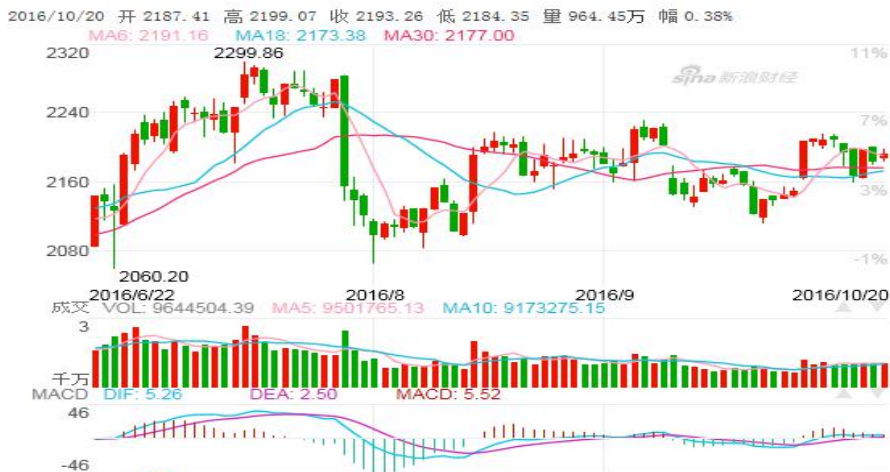 2016/10/20 开 2187.41 高 2199.07 收 2193.26 低 2184.35 量 964.45万 幅 0.38%
MA6: 2191.16 MA18: 2173.38 MA30: 2177.00
2320 2299.86 11%
sina 新浪财经
2240 7%
2160 3%
2080 -1%
2060.20
2016/6/22 2016/8 2016/9 2016/10/20
成交 VOL: 9644504.39 MA5: 9501765.13 MA10: 9173275.15
3
千万
MACD DIF: 5.26 DEA: 2.50 MACD: 5.52
46
-46